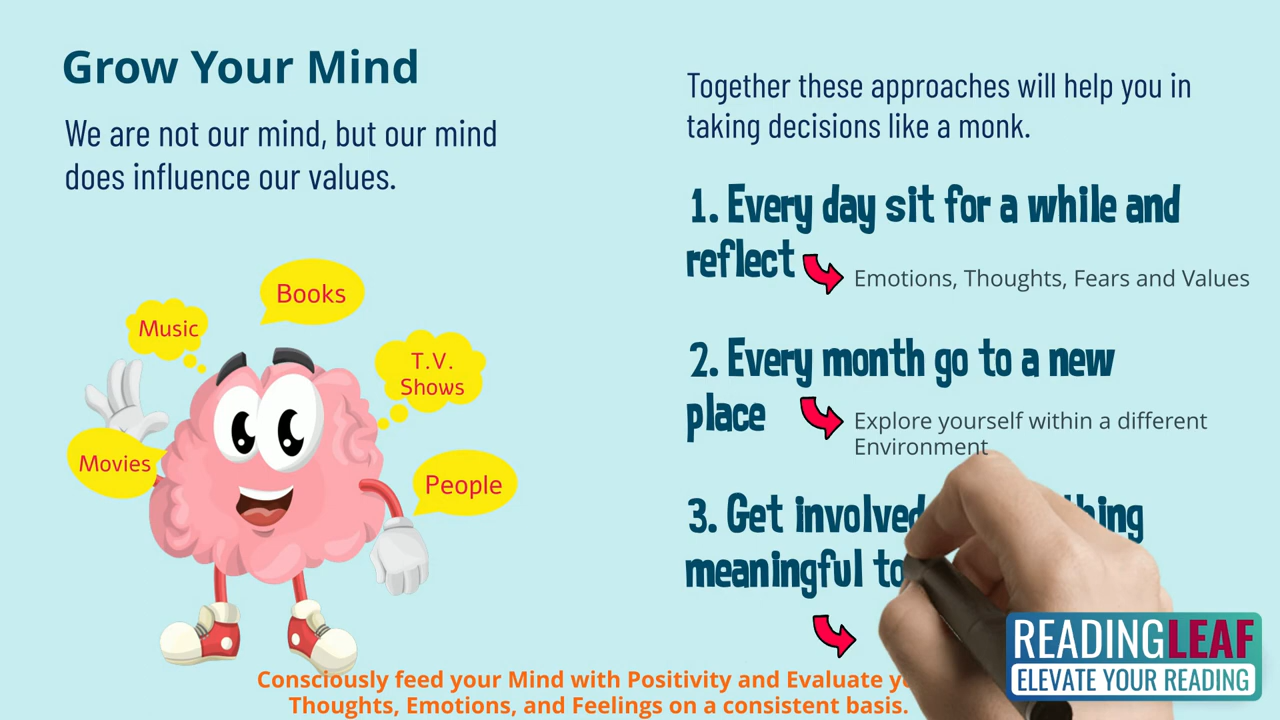 Grow Your Mind
We are not our mind, but our mind
does influence our values.
Books
Music
T.V.
Shows
Movies
People
Together these approaches will help you in
taking decisions like a monk.
1. Every day sit for a while and
reflect
Emotions, Thoughts, Fears and Values
2. Every month go to a new
place
Explore yourself within a different
Environment
3. Get involved
meaningful to
Consciously feed your Mind with Positivity and Evaluate
Thoughts, Emotions, and Feelings on a consistent basis.
READINGLEAF
ELEVATE YOUR READING